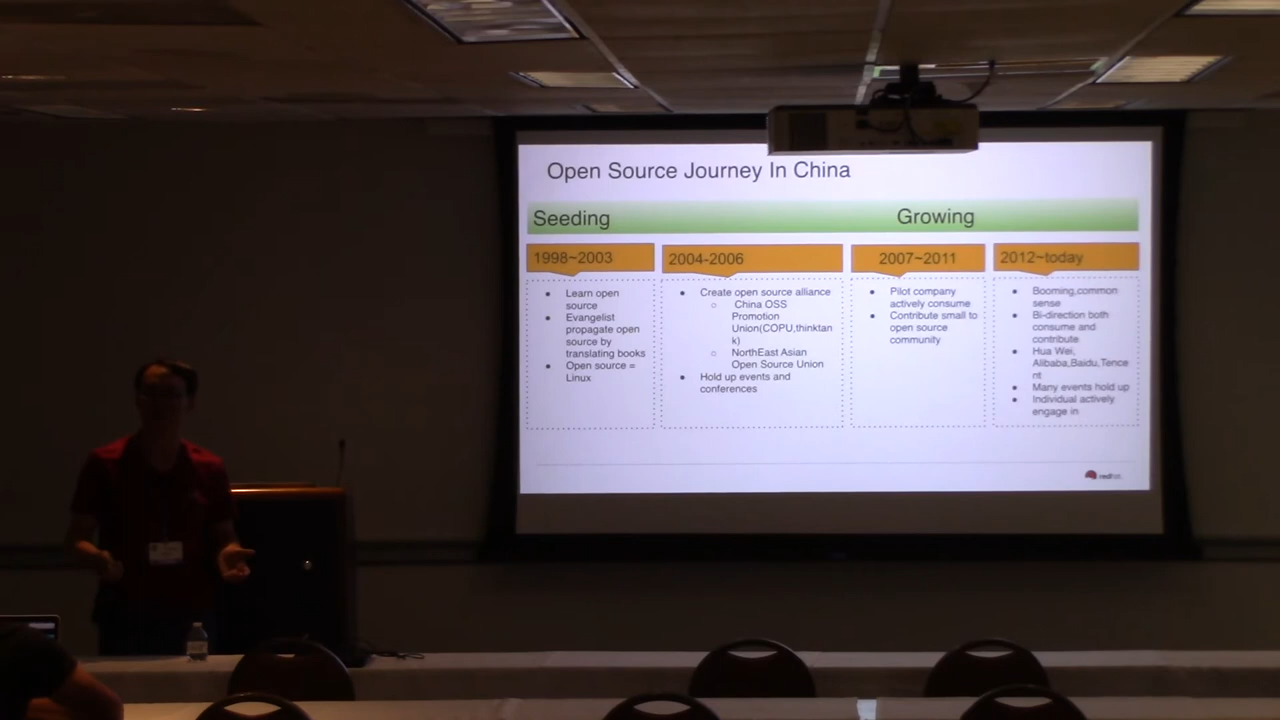 Open Source Journey In China
Seeding
Growing
1998~2003
2004-2006
2007~2011
2012~today
Learn open
source
Evangelist
propagate open
source by
translating books
Open source =
Linux
Create open source alliance
China OSS
Promotion
Union(COPU,thinktan
k)
NorthEast Asian
Open Source Union
Hold up events and
conferences
Pilot company
actively consume
Contribute small to
open source
community
Booming,common
sense
Bi-direction both
consume and
contribute
Hua Wei,
Alibaba,Baidu,Tence
nt
Many events hold up
Individual actively
engage in
redhat.